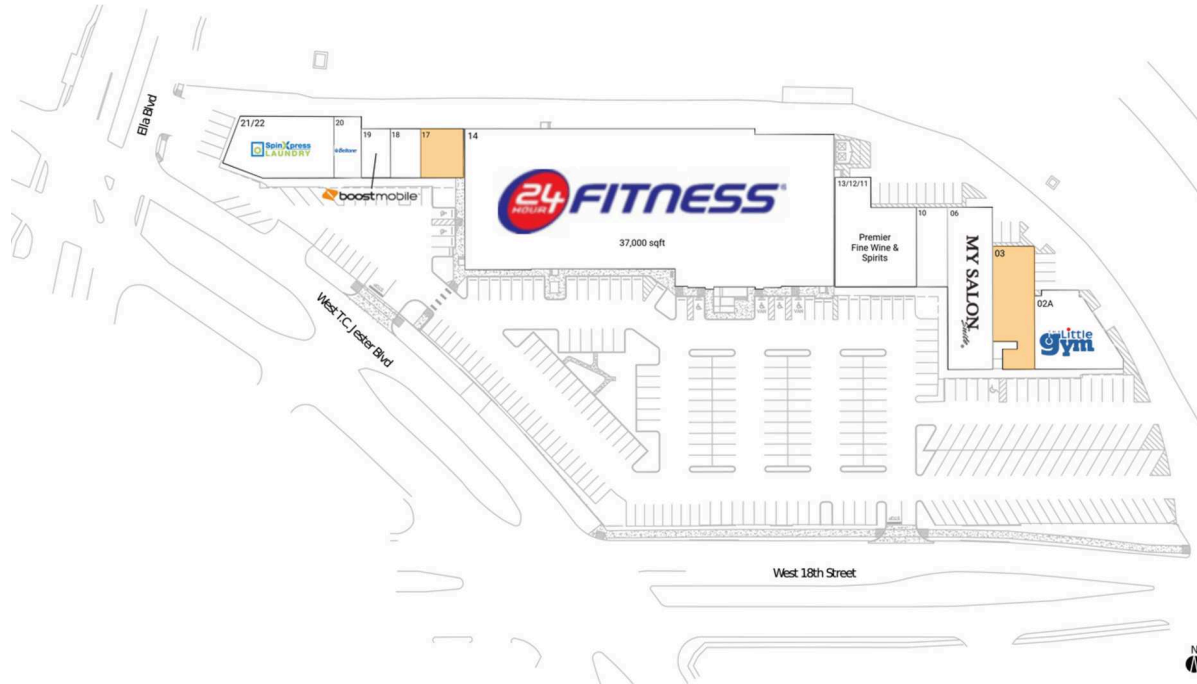 Ella Blvd
21/22
SpinXpress
LAUNDRY
20
19
18
17
boostmobile
14
24
HOUR
FITNESS
37,000 sqft
13/12/11
Premier
Fine Wine &
Spirits
10
06
MY SALON
Suite
03
02A
the Little
gym
West T.C. Jester Blvd
West 18th Street
N